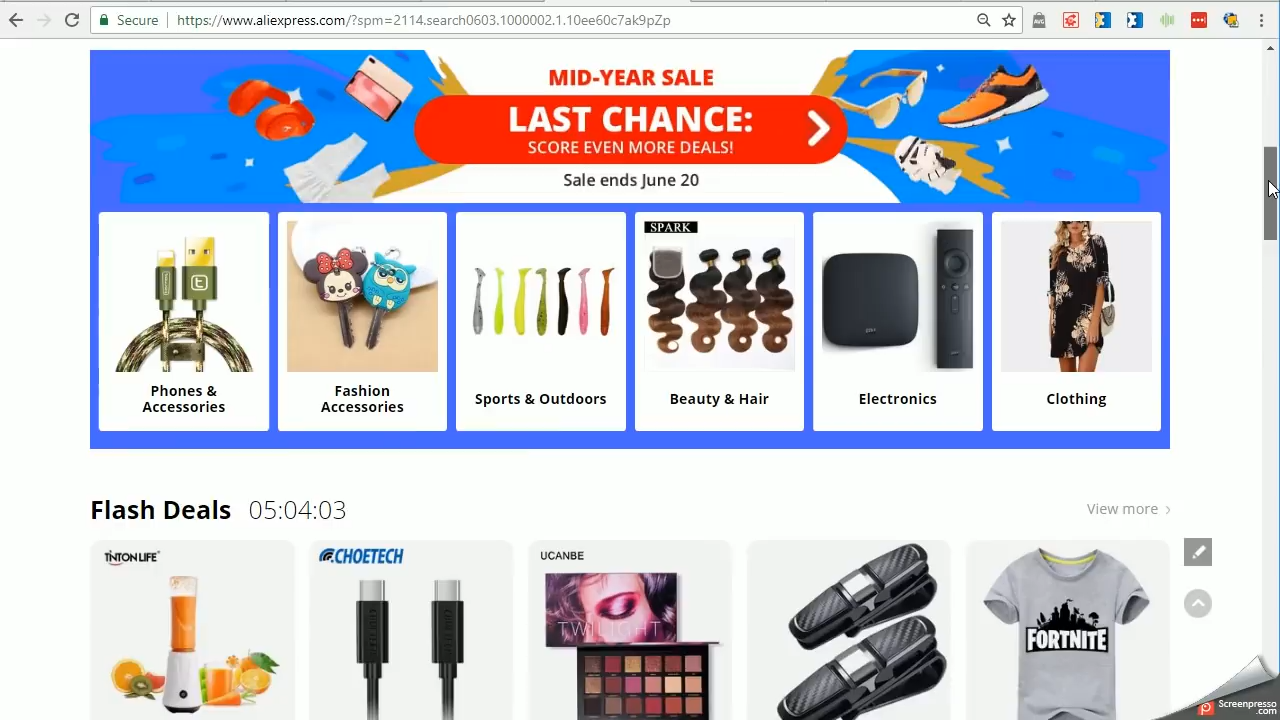 Secure
https://www.aliexpress.com/?spm=2114.search0603.1000002.1.10ee60c7ak9pZp
AVG
MID-YEAR SALE
LAST CHANCE:
SCORE EVEN MORE DEALS!
Sale ends June 20
SPARK
Phones &
Accessories
Fashion
Accessories
Sports & Outdoors
Beauty & Hair
Electronics
Clothing
Flash Deals 05:04:03
View more
TINTON LIFE
CHOETECH
UCANBE
TWILIGHT
FORTNITE
Screenpresso
.com